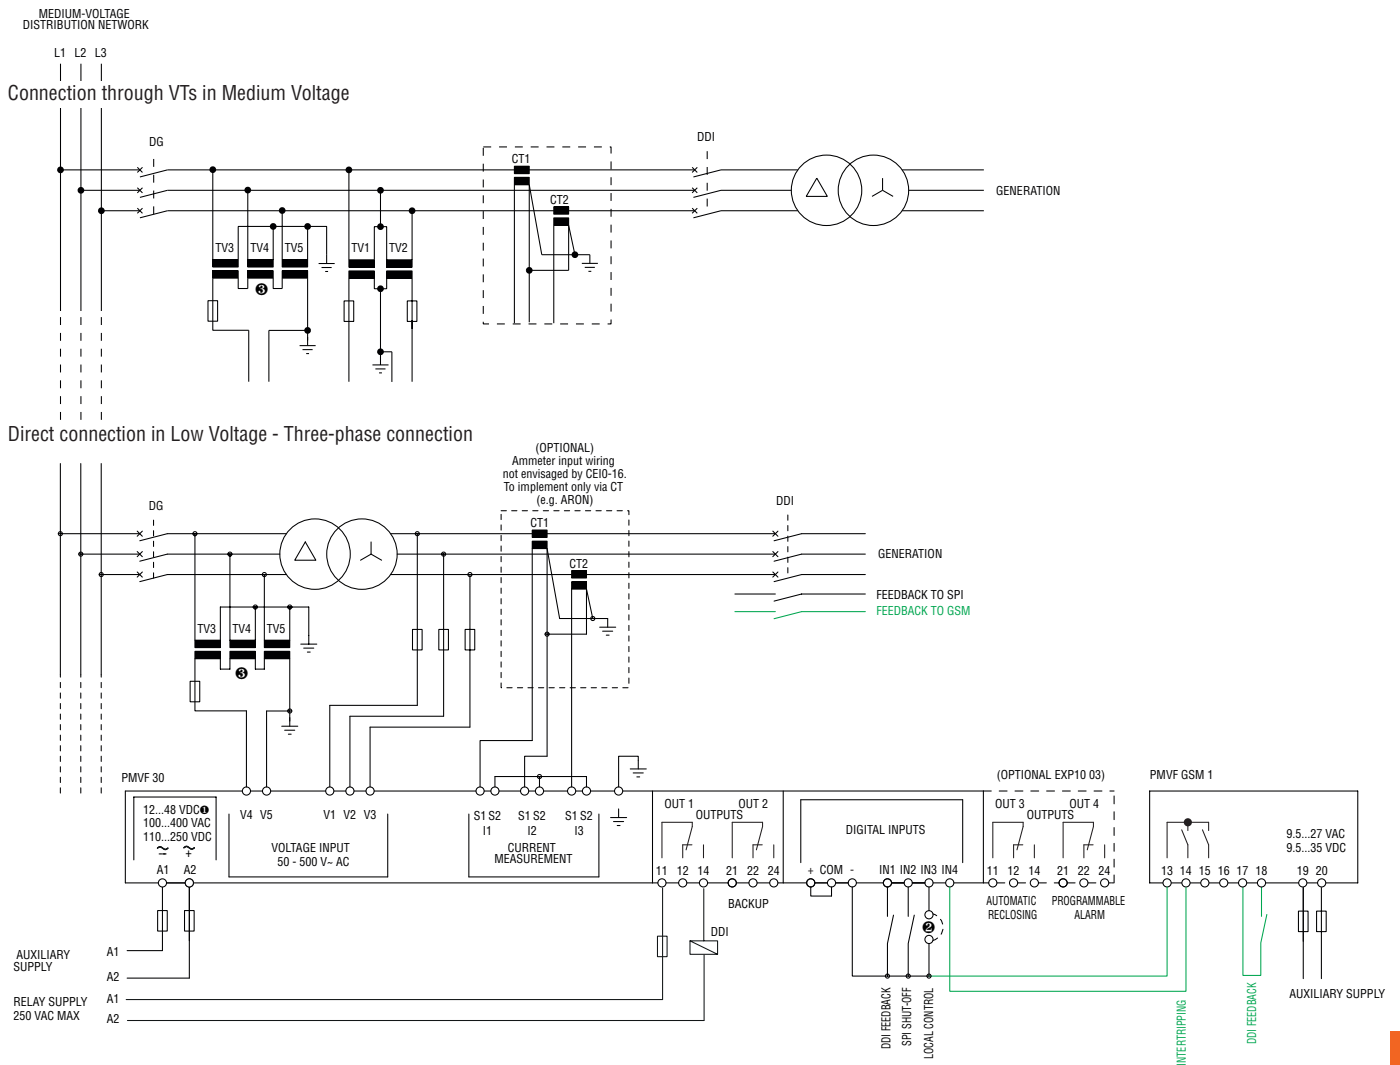 MEDIUM-VOLTAGE
DISTRIBUTION NETWORK
L1 L2 L3
Connection through VTs in Medium Voltage
DG
CT1
DDI
CT2
GENERATION
TV3 TV4 TV5 TV1 TV2
❸
Direct connection in Low Voltage - Three-phase connection
(OPTIONAL)
Ammeter input wiring
not envisaged by CEI0-16.
To implement only via CT
(e.g. ARON)
DG
CT1
DDI
CT2
GENERATION
FEEDBACK TO SPI
FEEDBACK TO GSM
TV3 TV4 TV5
❸
PMVF 30
(OPTIONAL EXP10 03)
PMVF GSM 1
12...48 VDC❶
100...400 VAC
110...250 VDC
~ ~
– +
A1 A2
V4 V5 V1 V2 V3
VOLTAGE INPUT
50 - 500 V~ AC
S1 S2 S1 S2 S1 S2
I1 I2 I3
CURRENT
MEASUREMENT
OUT 1 OUT 2
OUTPUTS
11 12 14 21 22 24
BACKUP
DIGITAL INPUTS
+ COM - IN1 IN2 IN3 IN4
OUT 3 OUT 4
OUTPUTS
11 12 14 21 22 24
AUTOMATIC
RECLOSING
PROGRAMMABLE
ALARM
9.5...27 VAC
9.5...35 VDC
13 14 15 16 17 18 19 20
❷
DDI
AUXILIARY
SUPPLY
A1
A2
RELAY SUPPLY
250 VAC MAX
A1
A2
DDI FEEDBACK
SPI SHUT-OFF
LOCAL CONTROL
INTERTRIPPING
DDI FEEDBACK
AUXILIARY SUPPLY